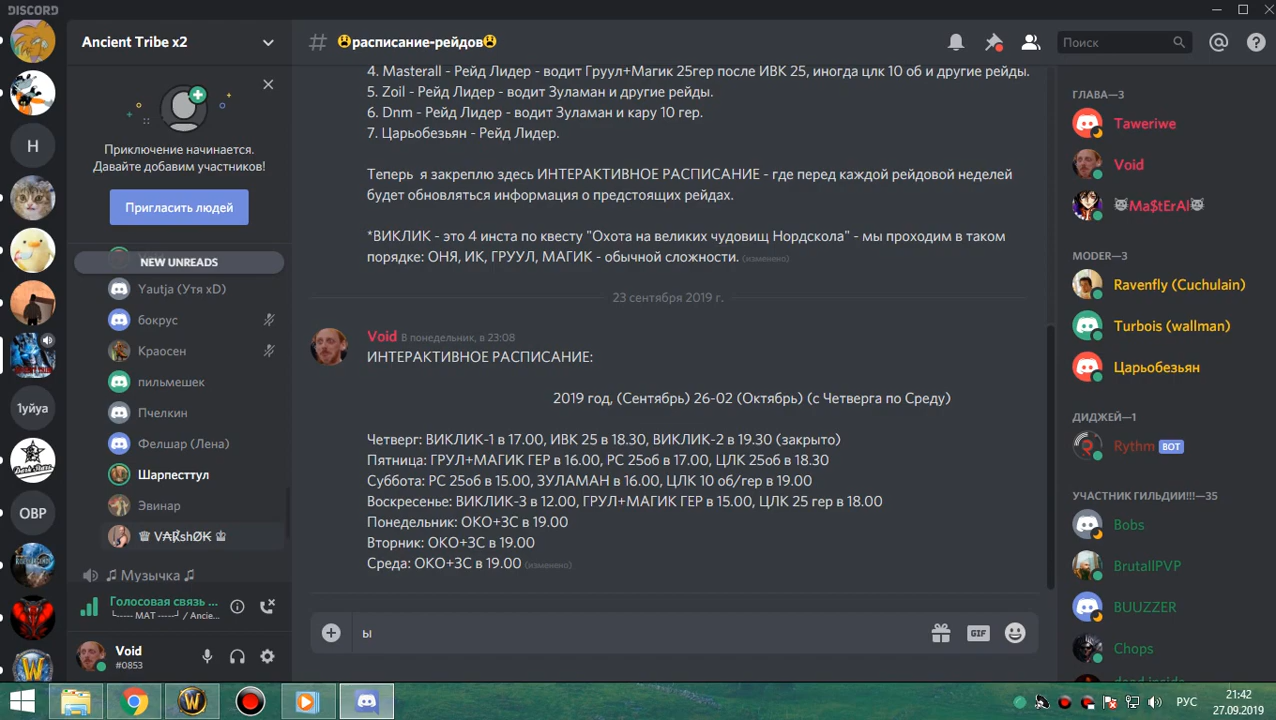 DISCORD
Ancient Tribe x2
Приключение начинается.
Давайте добавим участников!
Пригласить людей
NEW UNREADS
Yautja (Утя xD)
бокрус
Краосен
пильмешек
Пчелкин
Фелшар (Лена)
Шарпесттул
Эвинар
♕ V₳ɌshØҜ ♕
♫ Музычка ♫
Голосовая связь ...
└----- МАТ -----┘ / Ancie...
Void
#0853
H
1уйуа
ОВР
# 😫расписание-рейдов😫
Поиск
4. Masterall - Рейд Лидер - водит Груул+Магик 25гер после ИВК 25, иногда цлк 10 об и другие рейды.
5. Zoil - Рейд Лидер - водит Зуламан и другие рейды.
6. Dnm - Рейд Лидер - водит Зуламан и кару 10 гер.
7. Царьобезьян - Рейд Лидер.
Теперь я закреплю здесь ИНТЕРАКТИВНОЕ РАСПИСАНИЕ - где перед каждой рейдовой неделей
будет обновляться информация о предстоящих рейдах.
*ВИКЛИК - это 4 инста по квесту "Охота на великих чудовищ Нордскола" - мы проходим в таком
порядке: ОНЯ, ИК, ГРУУЛ, МАГИК - обычной сложности. (изменено)
23 сентября 2019 г.
Void В понедельник, в 23:08
ИНТЕРАКТИВНОЕ РАСПИСАНИЕ:
2019 год, (Сентябрь) 26-02 (Октябрь) (с Четверга по Среду)
Четверг: ВИКЛИК-1 в 17.00, ИВК 25 в 18.30, ВИКЛИК-2 в 19.30 (закрыто)
Пятница: ГРУЛ+МАГИК ГЕР в 16.00, РС 25об в 17.00, ЦЛК 25об в 18.30
Суббота: РС 25об в 15.00, ЗУЛАМАН в 16.00, ЦЛК 10 об/гер в 19.00
Воскресенье: ВИКЛИК-3 в 12.00, ГРУЛ+МАГИК ГЕР в 15.00, ЦЛК 25 гер в 18.00
Понедельник: ОКО+ЗС в 19.00
Вторник: ОКО+ЗС в 19.00
Среда: ОКО+ЗС в 19.00 (изменено)
ы
GIF
ГЛАВА—3
Taweriwe
Void
😼Ma$tErAl😼
MODER—3
Ravenfly (Cuchulain)
Turbois (wallman)
Царьобезьян
ДИДЖЕЙ—1
Rythm BOT
УЧАСТНИК ГИЛЬДИИ!!!—35
Bobs
BrutallPVP
BUUZZER
Chops
dead inside
РУС
21:42
27.09.2019